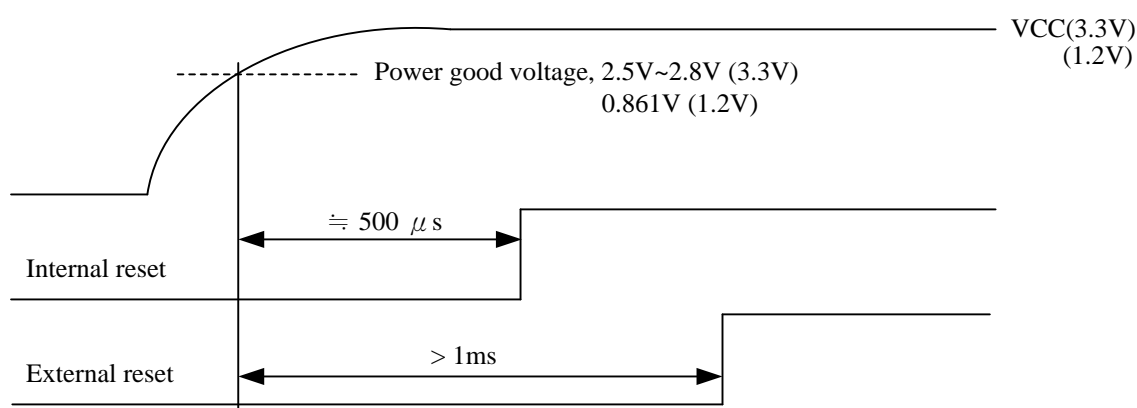 VCC(3.3V)
(1.2V)
Power good voltage, 2.5V~2.8V (3.3V)
0.861V (1.2V)
≒ 500 μs
Internal reset
> 1ms
External reset